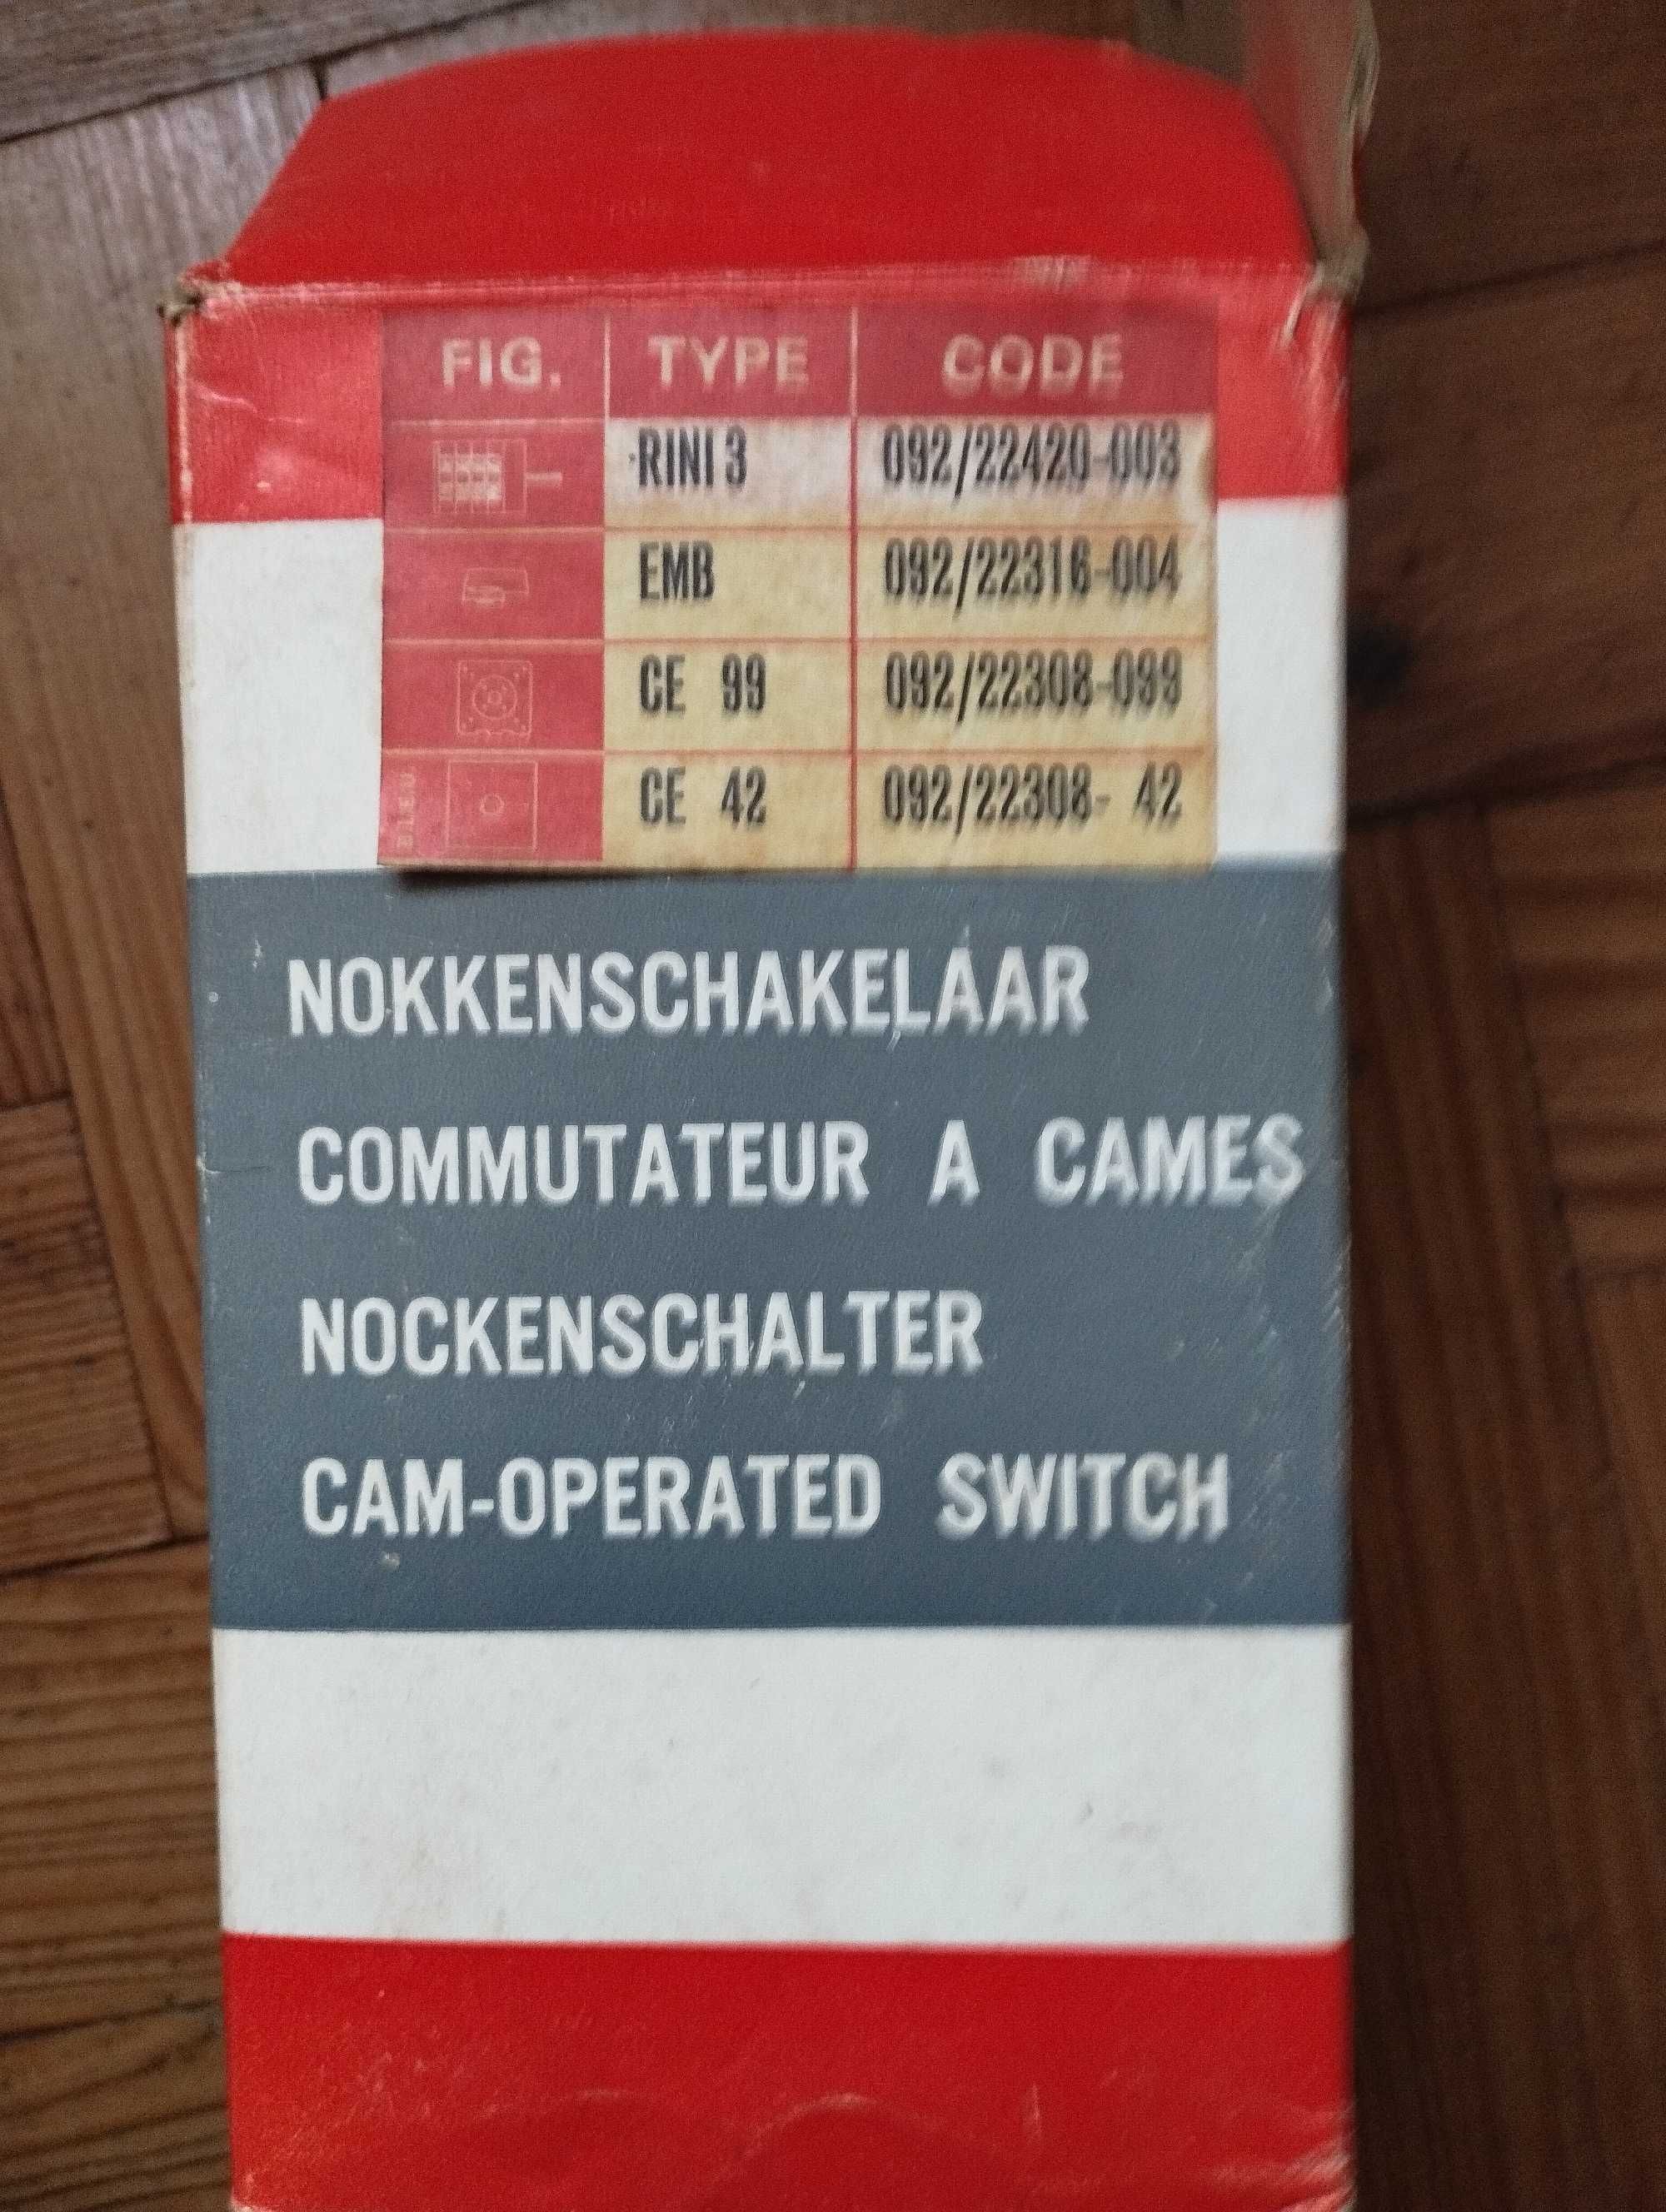 FIG. TYPE CODE
RINI 3 092/22420-003
EMB 092/22316-004
CE 99 092/22308-099
CE 42 092/22308- 42
NOKKENSCHAKELAAR
COMMUTATEUR A CAMES
NOCKENSCHALTER
CAM-OPERATED SWITCH